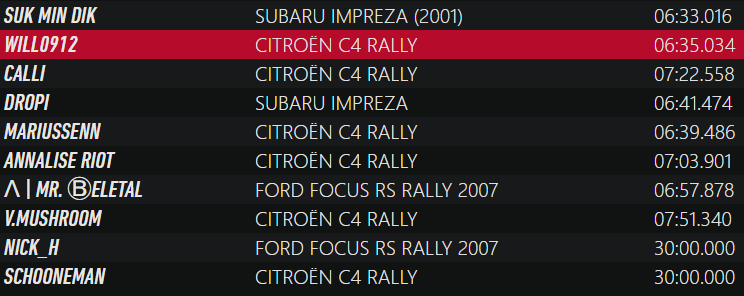 SUK MIN DIK SUBARU IMPREZA (2001) 06:33.016
WILL0912 CITROËN C4 RALLY 06:35.034
CALLI CITROËN C4 RALLY 07:22.558
DROPI SUBARU IMPREZA 06:41.474
MARIUSSENN CITROËN C4 RALLY 06:39.486
ANNALISE RIOT CITROËN C4 RALLY 07:03.901
Λ | MR. ⒷELETAL FORD FOCUS RS RALLY 2007 06:57.878
V.MUSHROOM CITROËN C4 RALLY 07:51.340
NICK_H FORD FOCUS RS RALLY 2007 30:00.000
SCHOONEMAN CITROËN C4 RALLY 30:00.000